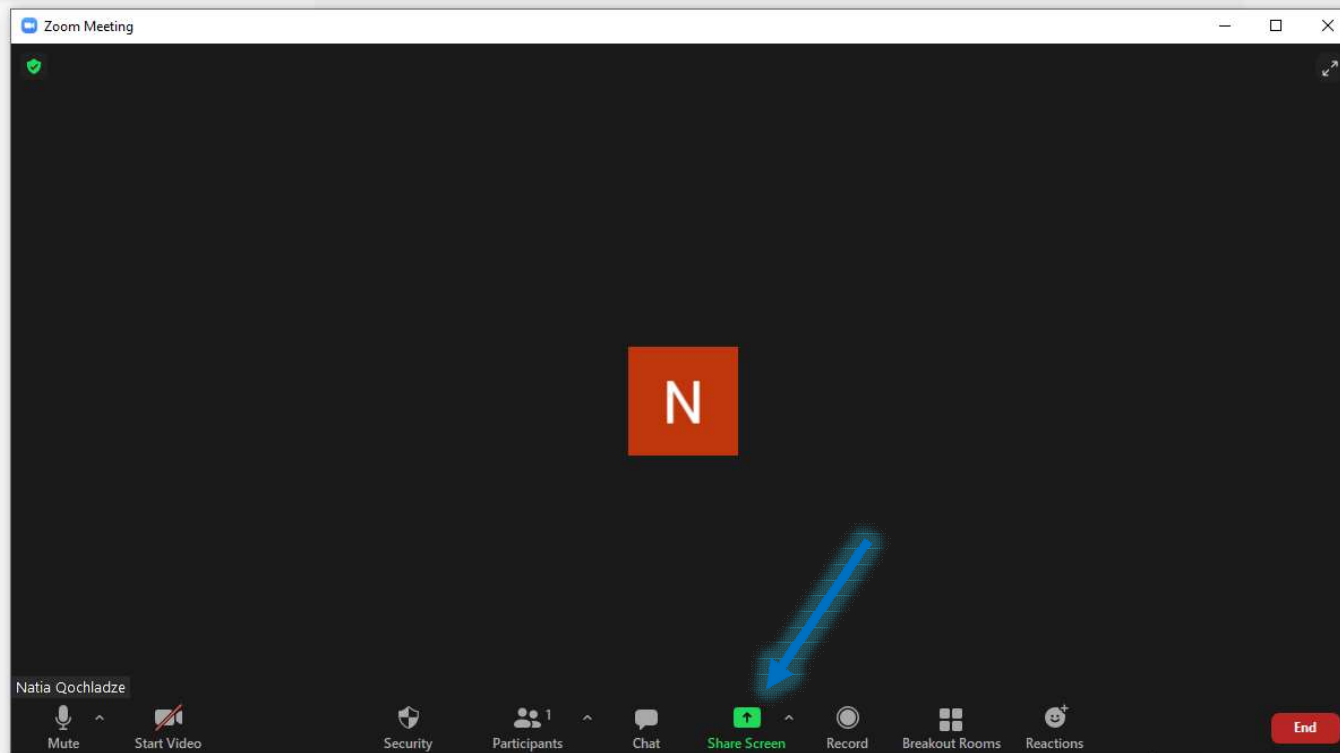 Zoom Meeting
N
Natia Qochladze
1
Mute Start Video Security Participants Chat Share Screen Record Breakout Rooms Reactions End